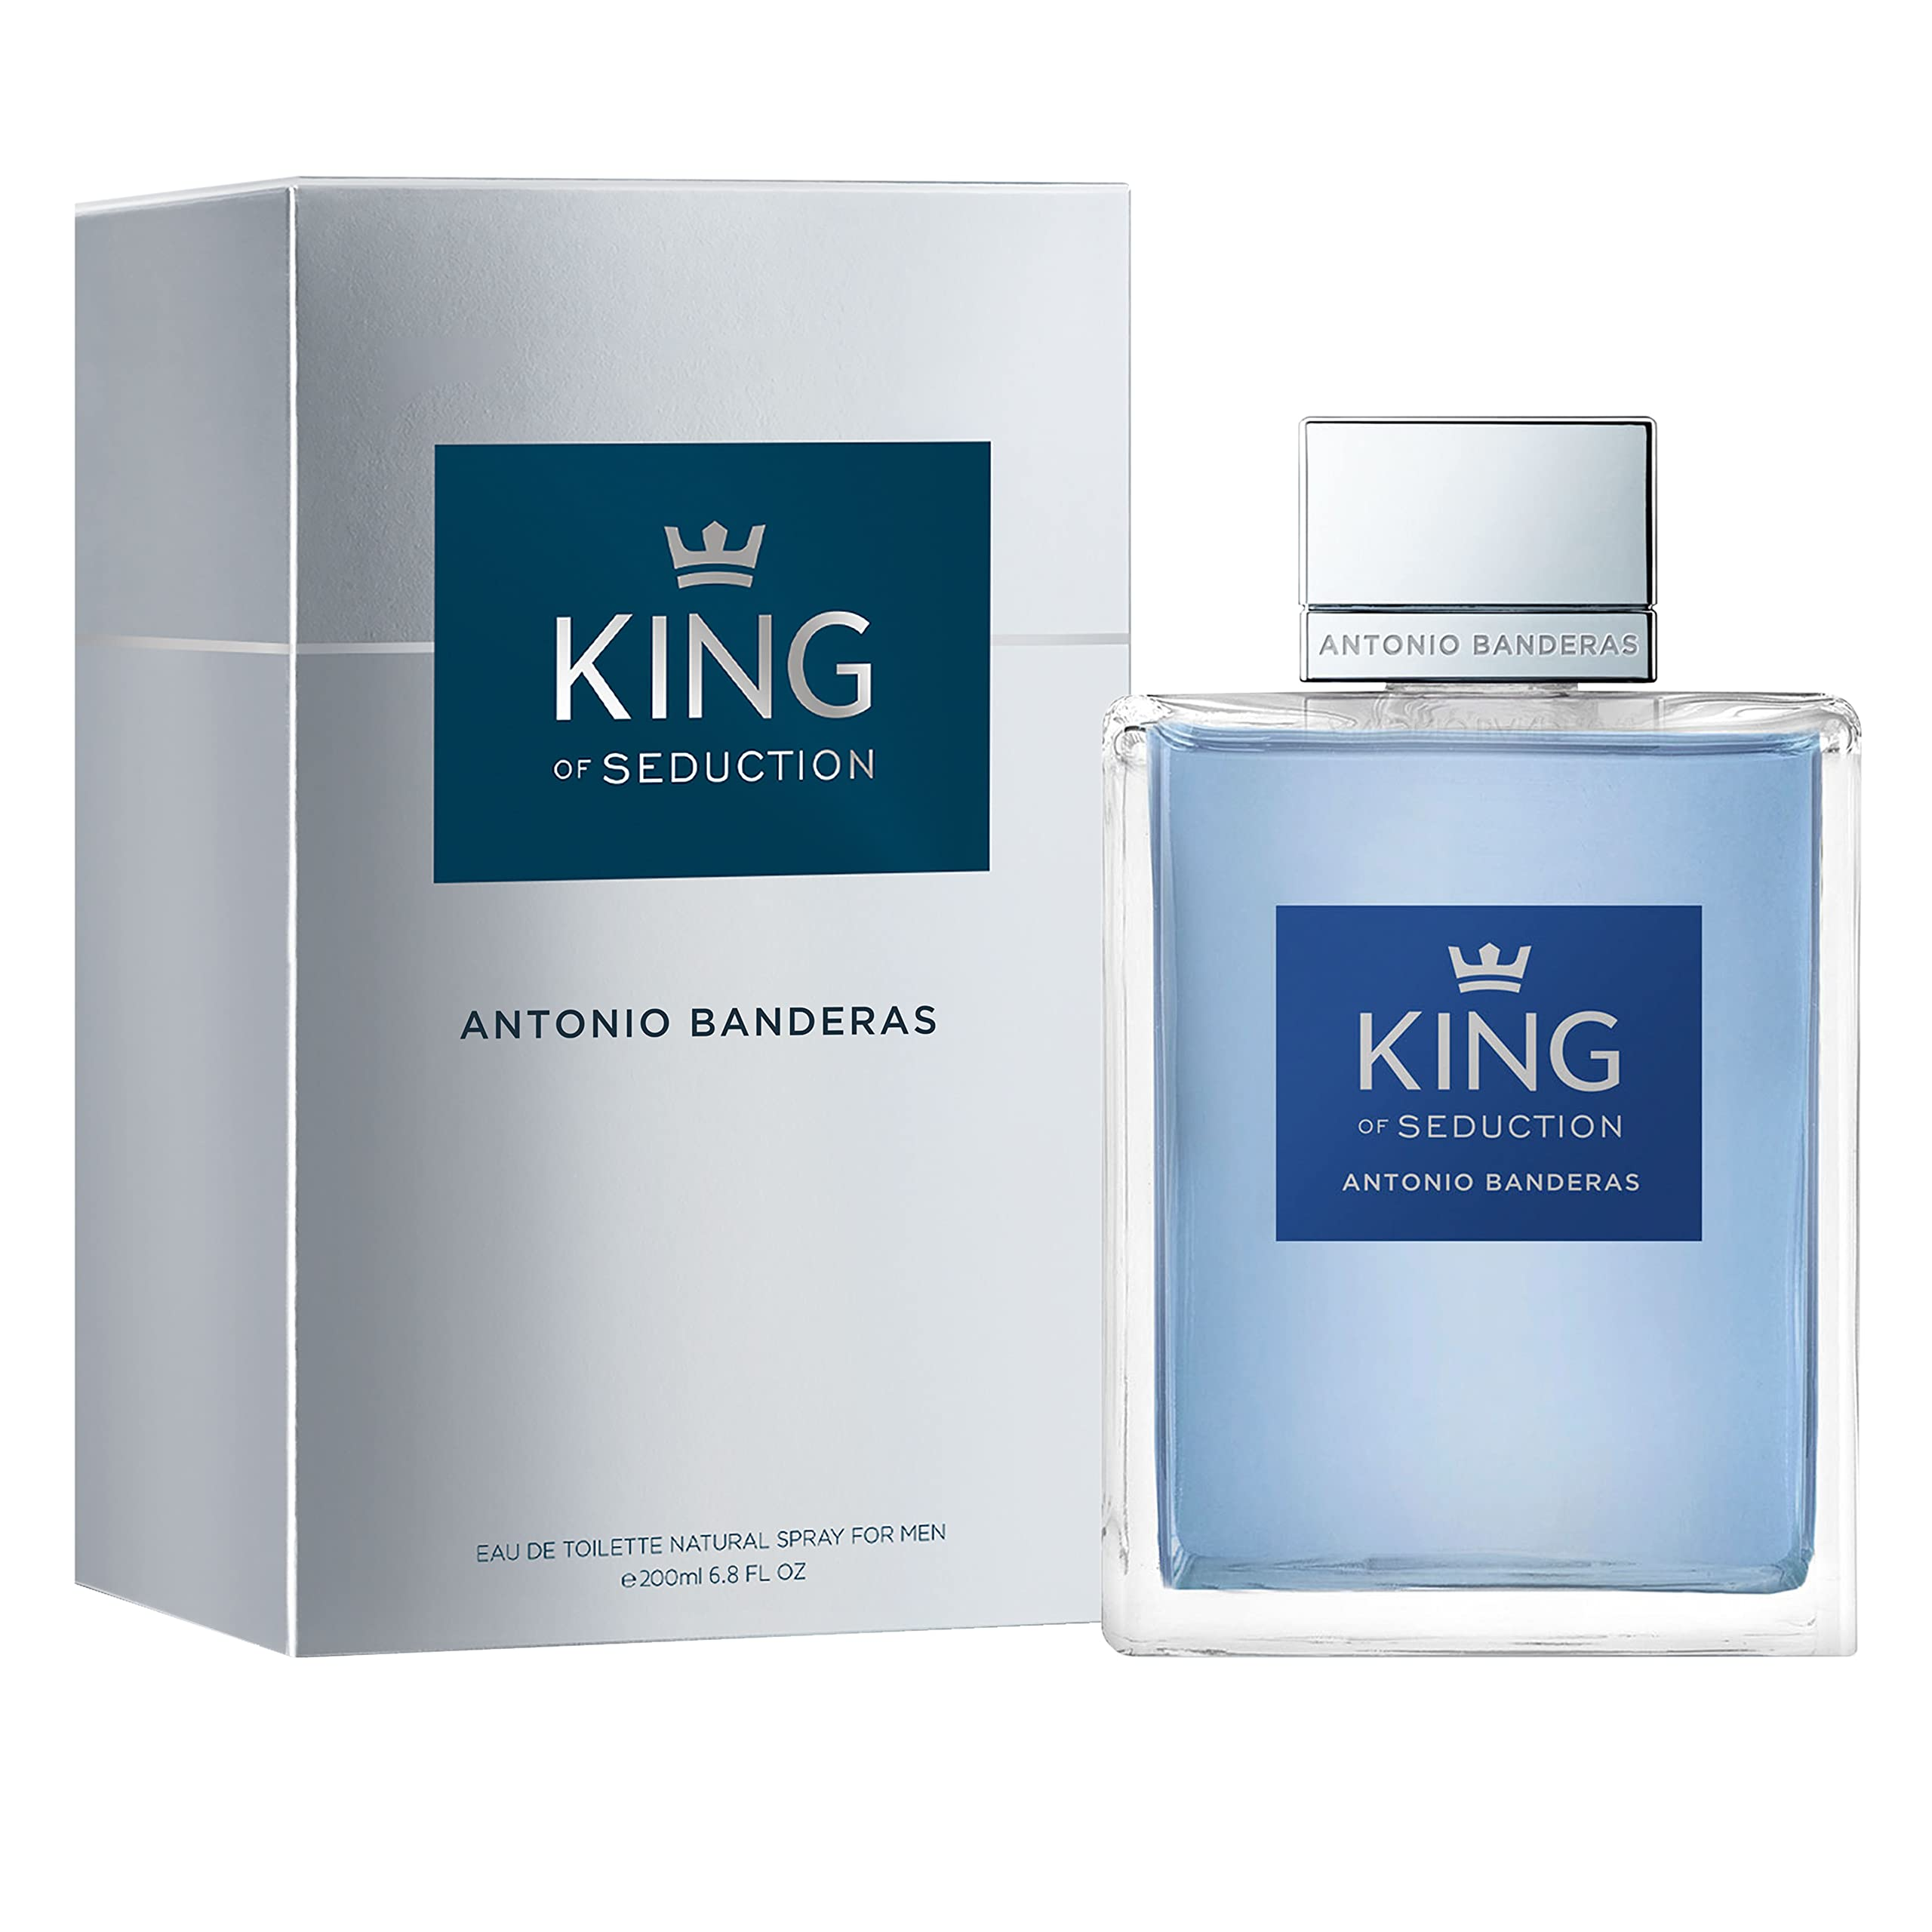 KING
OF SEDUCTION
ANTONIO BANDERAS
EAU DE TOILETTE NATURAL SPRAY FOR MEN
℮200ml 6.8 FL OZ
ANTONIO BANDERAS
KING
OF SEDUCTION
ANTONIO BANDERAS